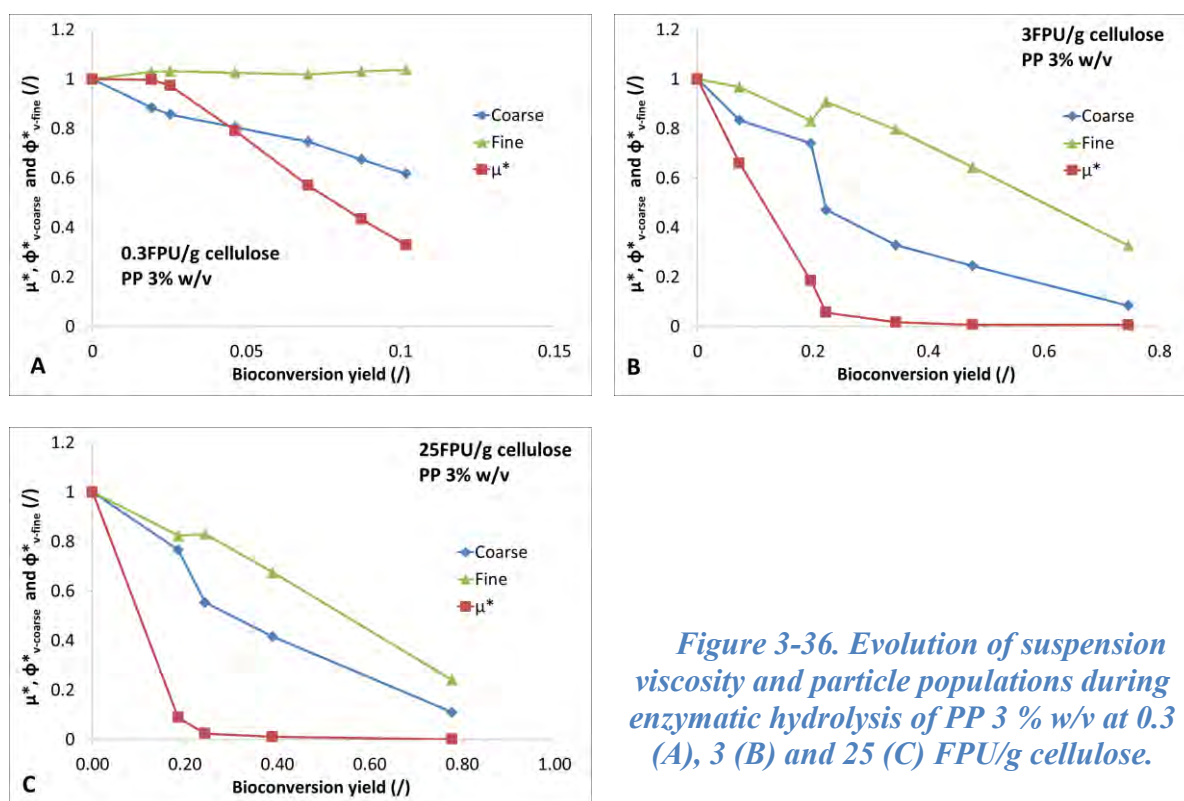 1.2
1
0.8
0.6
0.4
0.2
0
μ*, ϕ*v-coarse and ϕ*v-fine (/)
Coarse
Fine
μ*
0.3FPU/g cellulose
PP 3% w/v
0 0.05 0.1 0.15
A Bioconversion yield (/)
1.2
1
0.8
0.6
0.4
0.2
0
μ*, ϕ*v-coarse and ϕ*v-fine (/)
3FPU/g cellulose
PP 3% w/v
Coarse
Fine
μ*
0 0.2 0.4 0.6 0.8
B Bioconversion yield (/)
1.2
1
0.8
0.6
0.4
0.2
0
μ*, ϕ*v-coarse and ϕ*v-fine (/)
25FPU/g cellulose
PP 3% w/v
Coarse
Fine
μ*
0.00 0.20 0.40 0.60 0.80 1.00
C Bioconversion yield (/)
Figure 3-36. Evolution of suspension
viscosity and particle populations during
enzymatic hydrolysis of PP 3 % w/v at 0.3
(A), 3 (B) and 25 (C) FPU/g cellulose.